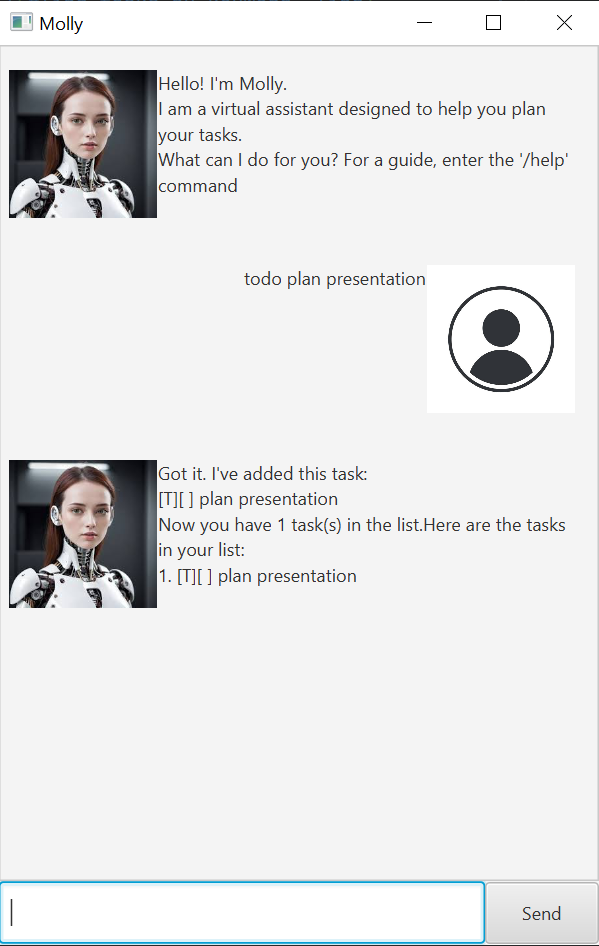 Molly
Hello! I'm Molly.
I am a virtual assistant designed to help you plan
your tasks.
What can I do for you? For a guide, enter the '/help'
command
todo plan presentation
Got it. I've added this task:
[T][ ] plan presentation
Now you have 1 task(s) in the list.Here are the tasks
in your list:
1. [T][ ] plan presentation
Send